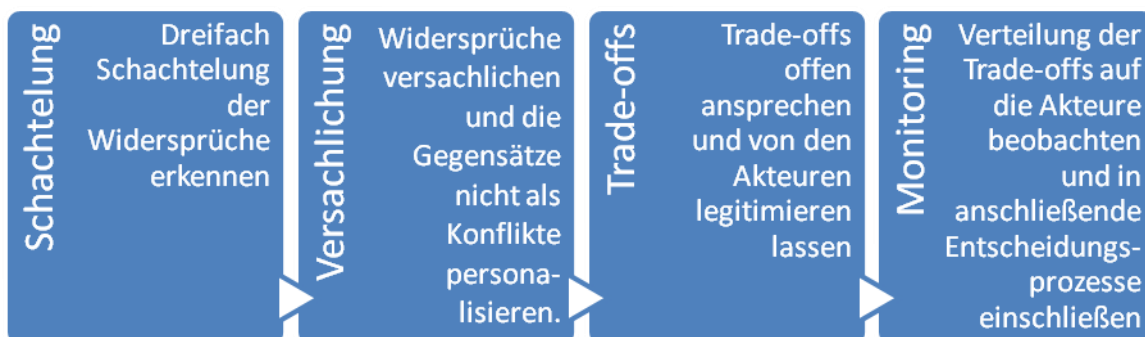 Schachtelung
Dreifach
Schachtelung
der
Widersprüche
erkennen
Versachlichung
Widersprüche
versachlichen
und die
Gegensätze
nicht als
Konflikte
persona-
lisieren.
Trade-offs
Trade-offs
offen
ansprechen
und von den
Akteuren
legitimieren
lassen
Monitoring
Verteilung der
Trade-offs auf
die Akteure
beobachten
und in
anschließende
Entscheidungs-
prozesse
einschließen